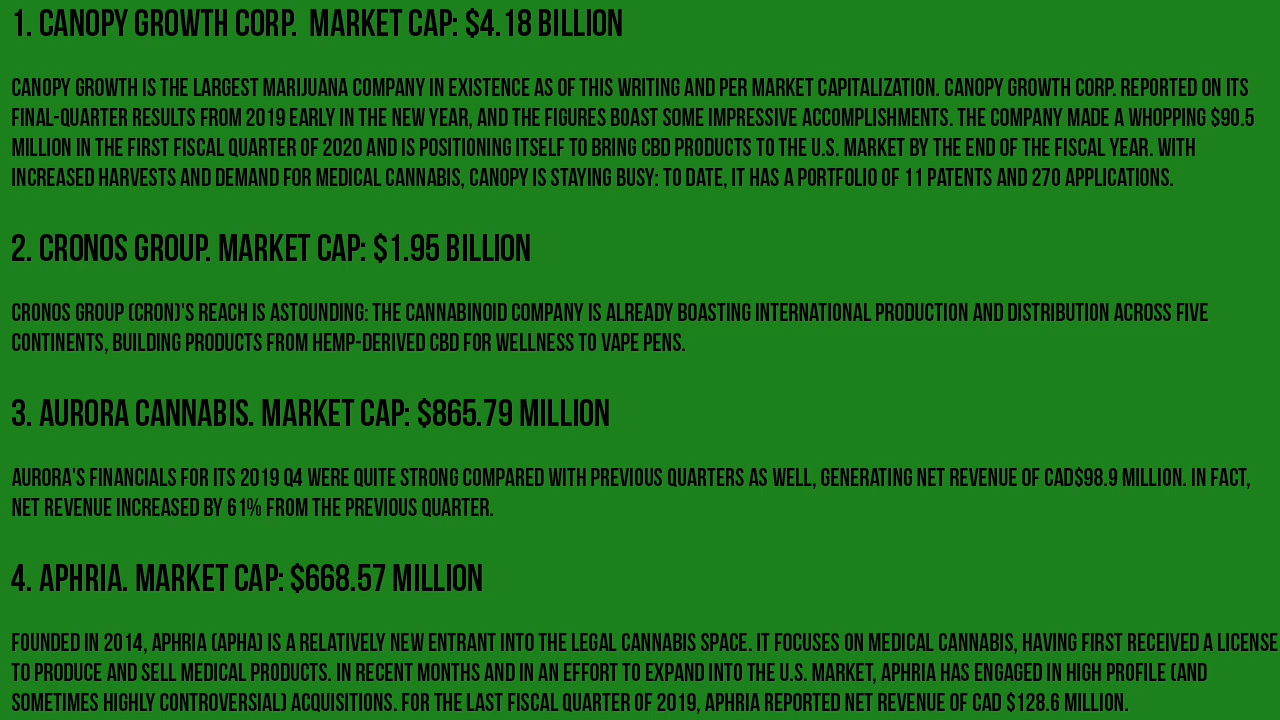 1. CANOPY GROWTH CORP.  MARKET CAP: $4.18 BILLION
CANOPY GROWTH IS THE LARGEST MARIJUANA COMPANY IN EXISTENCE AS OF THIS WRITING AND PER MARKET CAPITALIZATION. CANOPY GROWTH CORP. REPORTED ON ITS
FINAL-QUARTER RESULTS FROM 2019 EARLY IN THE NEW YEAR, AND THE FIGURES BOAST SOME IMPRESSIVE ACCOMPLISHMENTS. THE COMPANY MADE A WHOPPING $90.5
MILLION IN THE FIRST FISCAL QUARTER OF 2020 AND IS POSITIONING ITSELF TO BRING CBD PRODUCTS TO THE U.S. MARKET BY THE END OF THE FISCAL YEAR. WITH
INCREASED HARVESTS AND DEMAND FOR MEDICAL CANNABIS, CANOPY IS STAYING BUSY: TO DATE, IT HAS A PORTFOLIO OF 11 PATENTS AND 270 APPLICATIONS.
2. CRONOS GROUP. MARKET CAP: $1.95 BILLION
CRONOS GROUP (CRON)'S REACH IS ASTOUNDING: THE CANNABINOID COMPANY IS ALREADY BOASTING INTERNATIONAL PRODUCTION AND DISTRIBUTION ACROSS FIVE
CONTINENTS, BUILDING PRODUCTS FROM HEMP-DERIVED CBD FOR WELLNESS TO VAPE PENS.
3. AURORA CANNABIS. MARKET CAP: $865.79 MILLION
AURORA'S FINANCIALS FOR ITS 2019 Q4 WERE QUITE STRONG COMPARED WITH PREVIOUS QUARTERS AS WELL, GENERATING NET REVENUE OF CAD$98.9 MILLION. IN FACT,
NET REVENUE INCREASED BY 61% FROM THE PREVIOUS QUARTER.
4. APHRIA. MARKET CAP: $668.57 MILLION
FOUNDED IN 2014, APHRIA (APHA) IS A RELATIVELY NEW ENTRANT INTO THE LEGAL CANNABIS SPACE. IT FOCUSES ON MEDICAL CANNABIS, HAVING FIRST RECEIVED A LICENSE
TO PRODUCE AND SELL MEDICAL PRODUCTS. IN RECENT MONTHS AND IN AN EFFORT TO EXPAND INTO THE U.S. MARKET, APHRIA HAS ENGAGED IN HIGH PROFILE (AND
SOMETIMES HIGHLY CONTROVERSIAL) ACQUISITIONS. FOR THE LAST FISCAL QUARTER OF 2019, APHRIA REPORTED NET REVENUE OF CAD $128.6 MILLION.